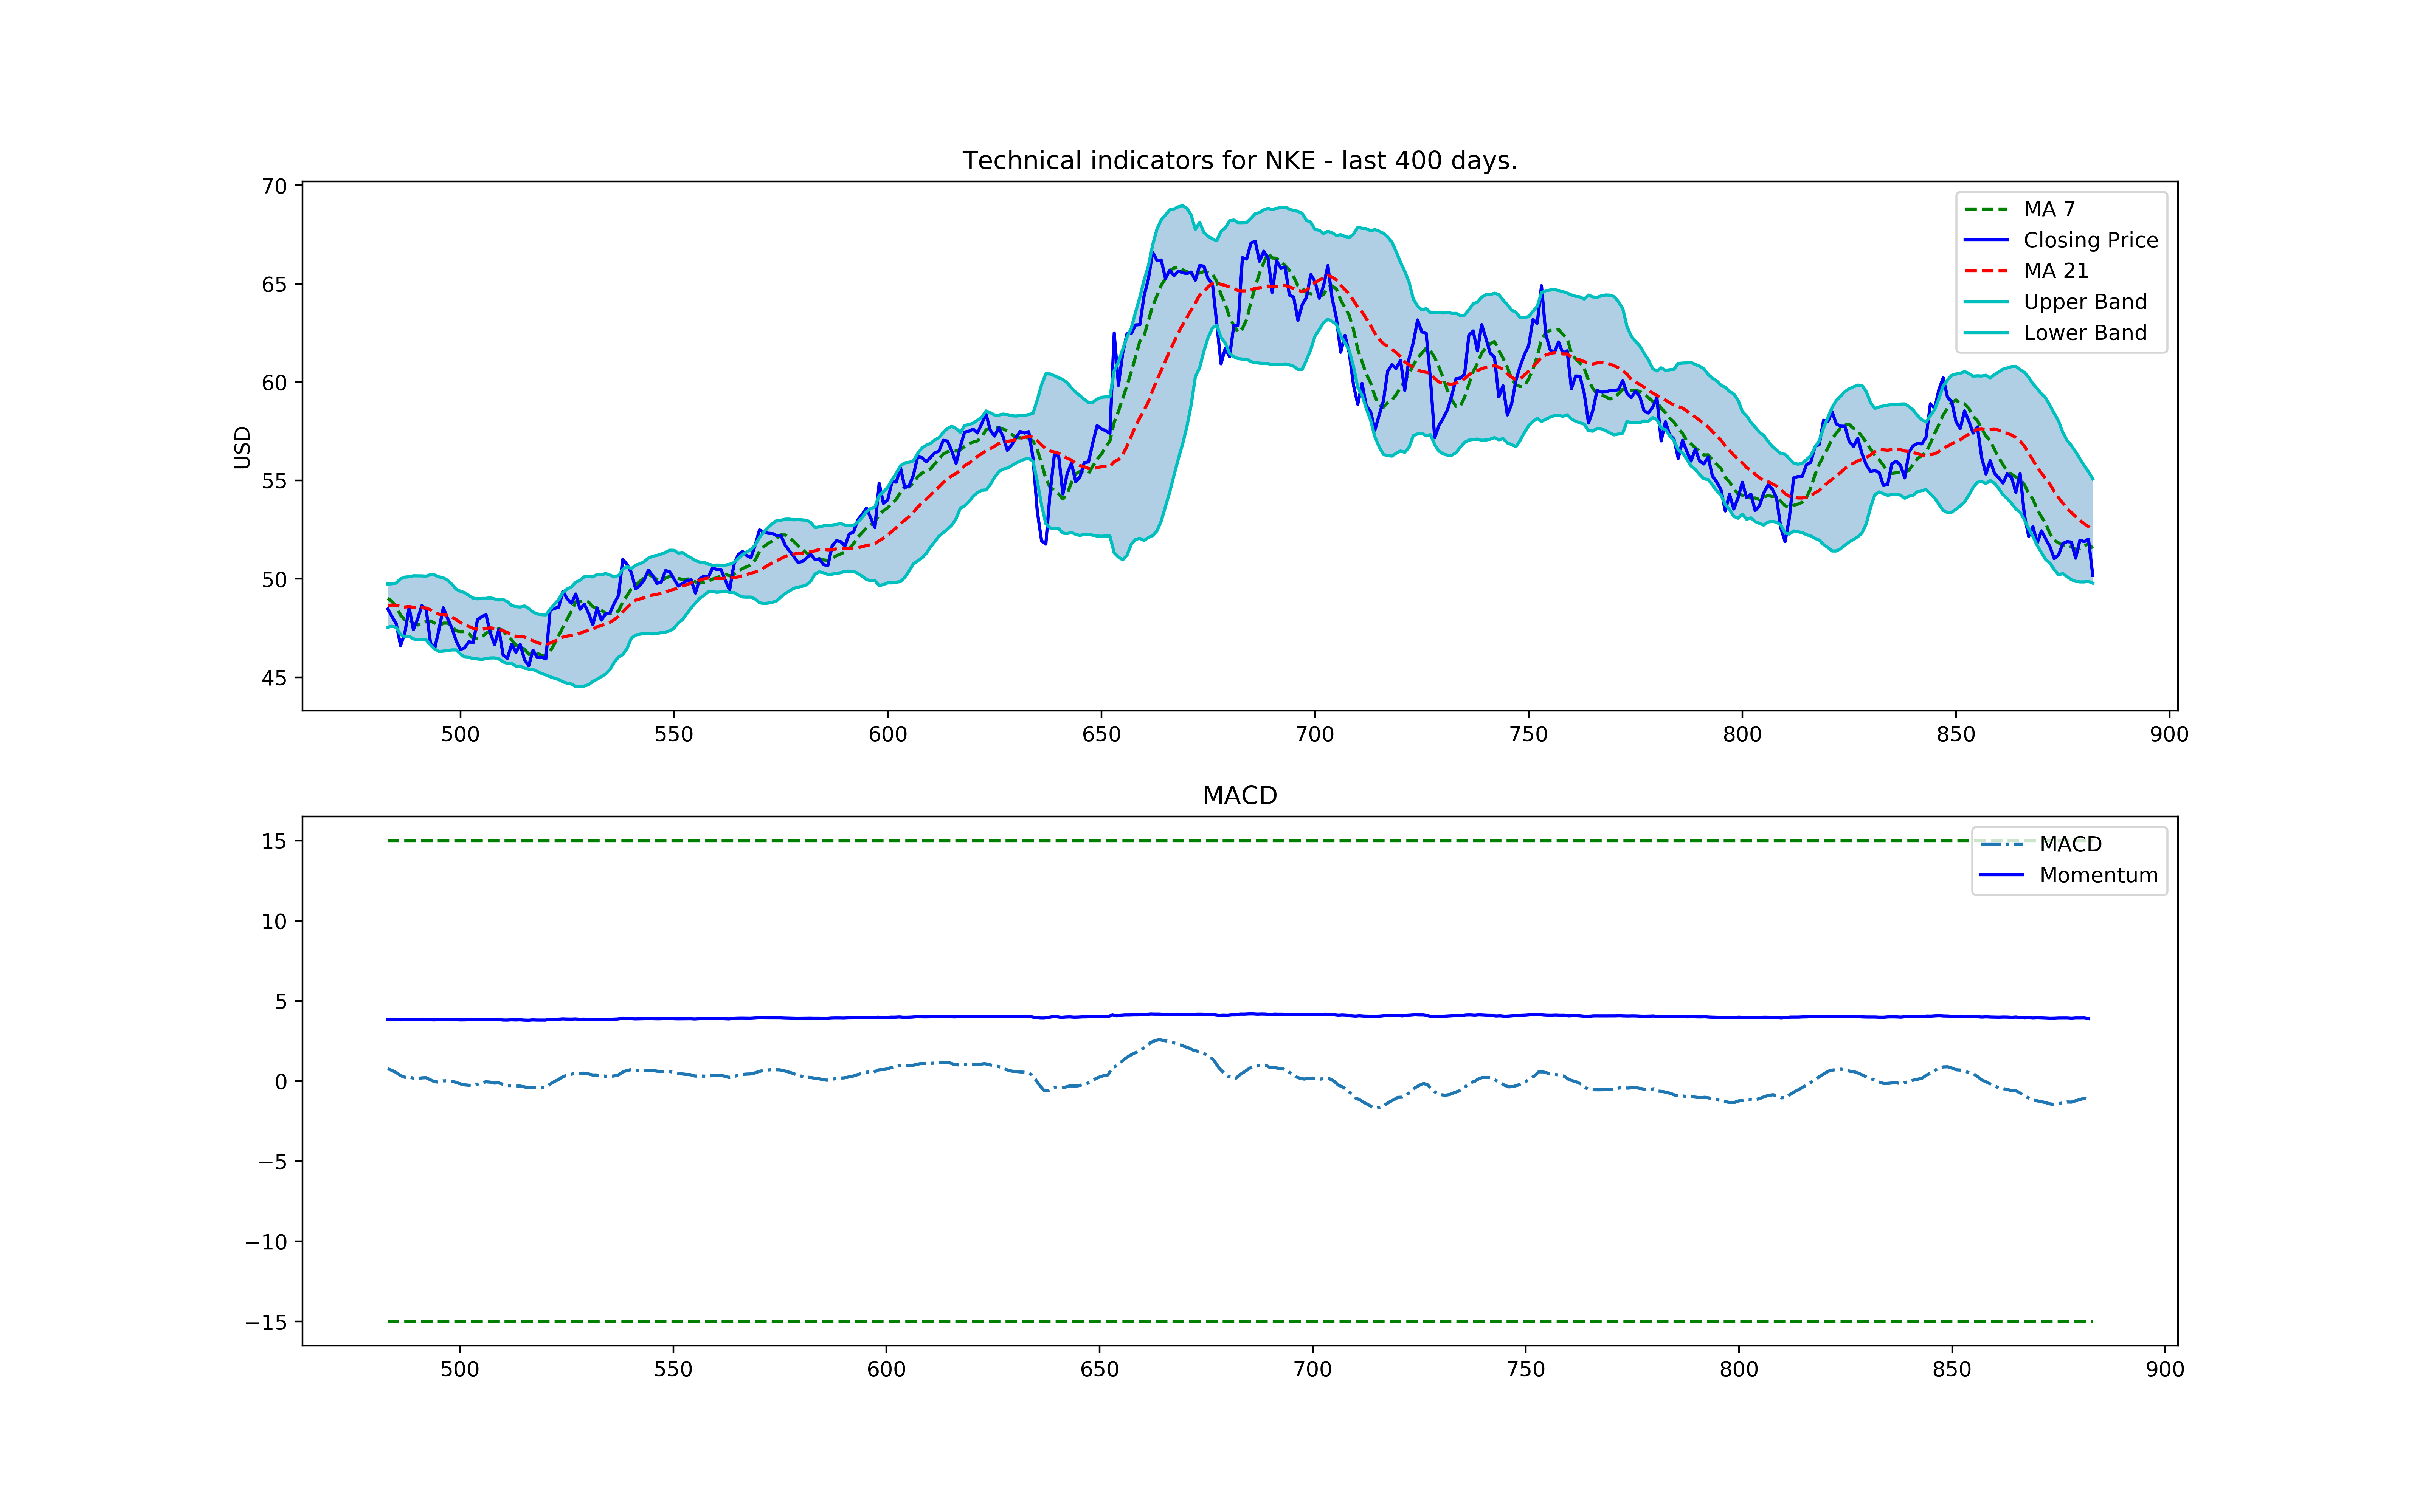 Technical indicators for NKE - last 400 days.
70
65
60
55
50
45
USD
MA 7
Closing Price
MA 21
Upper Band
Lower Band
500 550 600 650 700 750 800 850 900
MACD
15
10
5
0
−5
−10
−15
MACD
Momentum
500 550 600 650 700 750 800 850 900